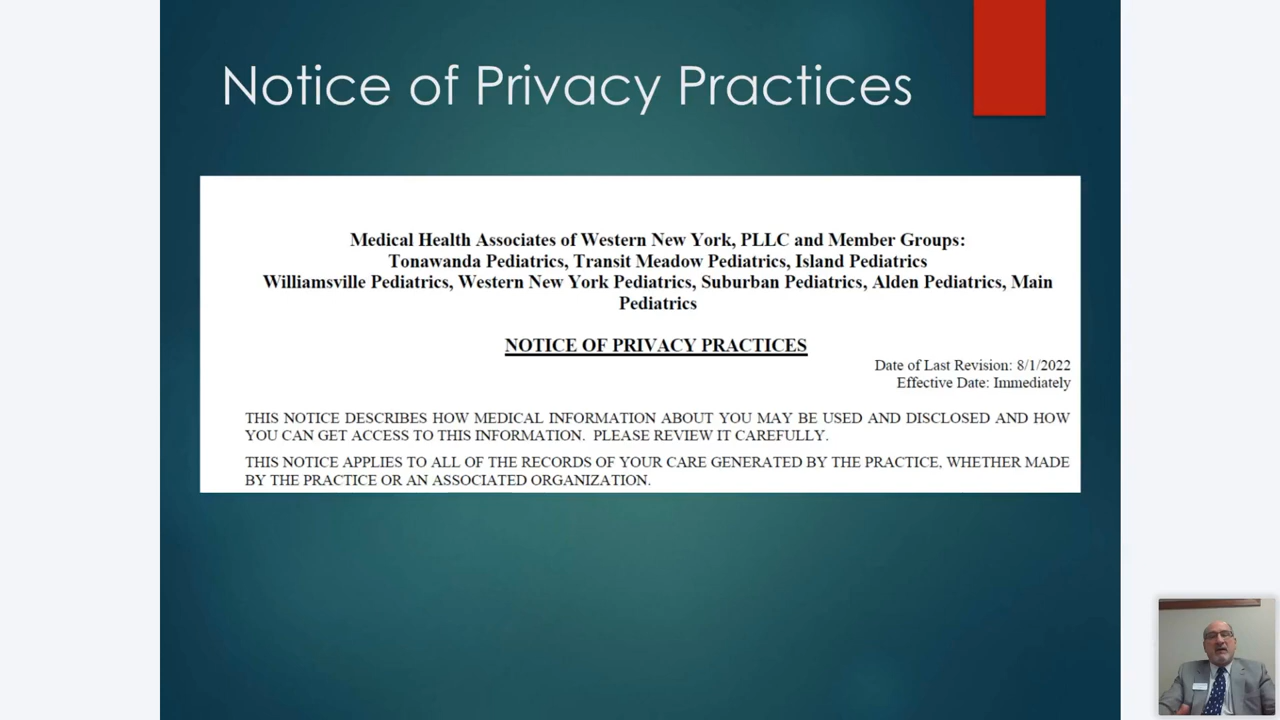 Notice of Privacy Practices
Medical Health Associates of Western New York, PLLC and Member Groups:
Tonawanda Pediatrics, Transit Meadow Pediatrics, Island Pediatrics
Williamsville Pediatrics, Western New York Pediatrics, Suburban Pediatrics, Alden Pediatrics, Main
Pediatrics
NOTICE OF PRIVACY PRACTICES
Date of Last Revision: 8/1/2022
Effective Date: Immediately
THIS NOTICE DESCRIBES HOW MEDICAL INFORMATION ABOUT YOU MAY BE USED AND DISCLOSED AND HOW
YOU CAN GET ACCESS TO THIS INFORMATION. PLEASE REVIEW IT CAREFULLY.
THIS NOTICE APPLIES TO ALL OF THE RECORDS OF YOUR CARE GENERATED BY THE PRACTICE, WHETHER MADE
BY THE PRACTICE OR AN ASSOCIATED ORGANIZATION.